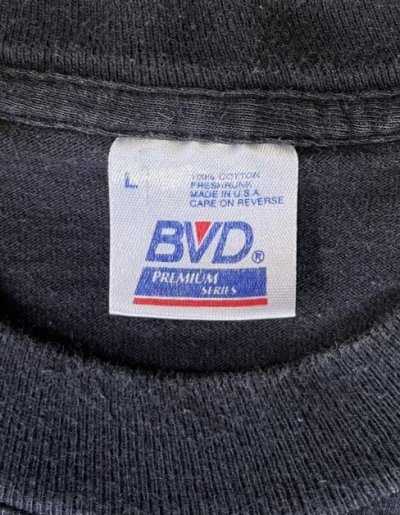 L
100% COTTON
PRESHRUNK
MADE IN U.S.A.
CARE ON REVERSE
BVD®
PREMIUM
SERIES